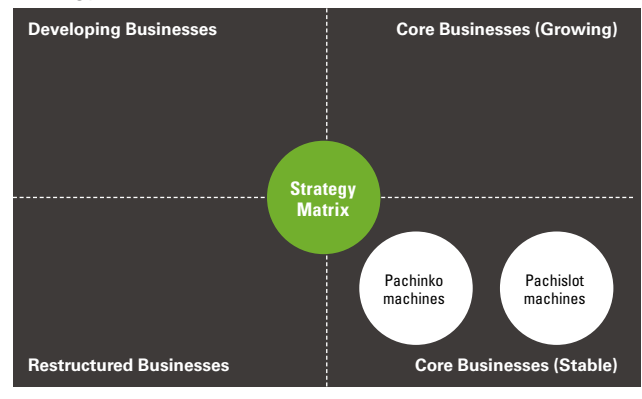 Developing Businesses
Core Businesses (Growing)
Strategy
Matrix
Pachinko
machines
Pachislot
machines
Restructured Businesses
Core Businesses (Stable)